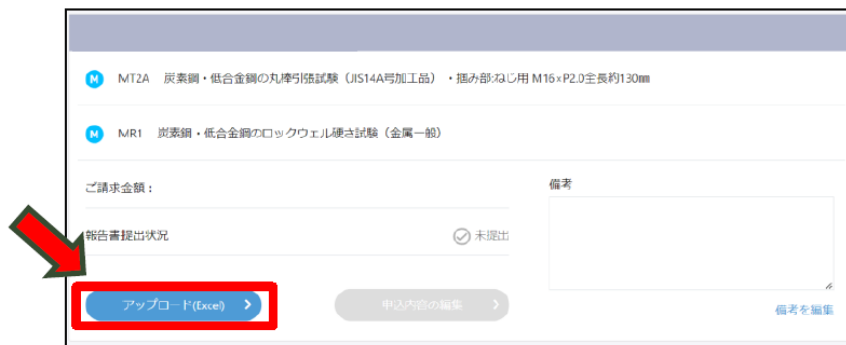 M MT2A 炭素鋼・低合金鋼の丸棒引張試験（JIS14A号加工品）・掴み部:ねじ用 M16×P2.0全長約130㎜
M MR1 炭素鋼・低合金鋼のロックウェル硬さ試験（金属一般）
ご請求金額：
備考
報告書提出状況
未提出
アップロード(Excel)
申込内容の編集
備考を編集